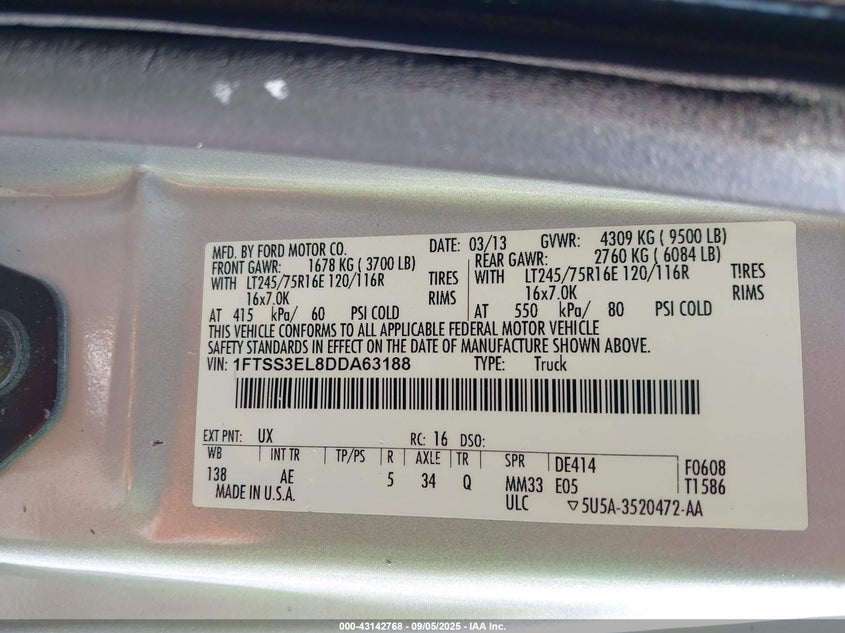 MFD. BY FORD MOTOR CO. DATE: 03/13 GVWR: 4309 KG ( 9500 LB)
FRONT GAWR: 1678 KG ( 3700 LB) REAR GAWR: 2760 KG ( 6084 LB)
WITH LT245/75R16E 120/116R TIRES WITH LT245/75R16E 120/116R TIRES
16x7.0K RIMS 16x7.0K RIMS
AT 415 kPa/ 60 PSI COLD AT 550 kPa/ 80 PSI COLD
THIS VEHICLE CONFORMS TO ALL APPLICABLE FEDERAL MOTOR VEHICLE
SAFETY STANDARDS IN EFFECT ON THE DATE OF MANUFACTURE SHOWN ABOVE.
VIN: 1FTSS3EL8DDA63188 TYPE: Truck
EXT PNT: UX RC: 16 DSO:
WB INT TR TP/PS R AXLE TR SPR DE414 F0608
138 AE 5 34 Q MM33 E05 T1586
MADE IN U.S.A. ULC ▽5U5A-3520472-AA
000-43142768 - 09/05/2025 - IAA Inc.